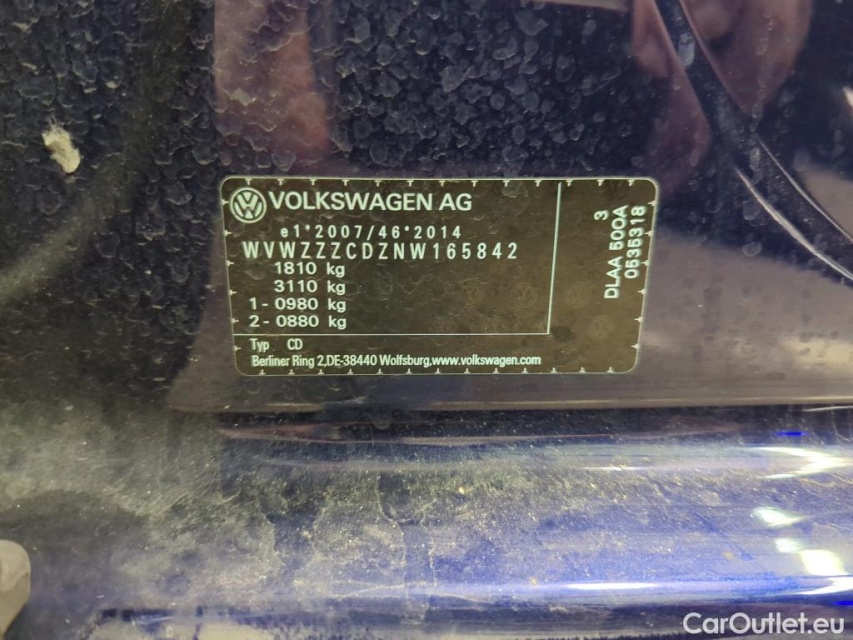 VOLKSWAGEN AG
e1*2007/46*2014
WVWZZZCDZNW165842
1810 kg
3110 kg
1 - 0980 kg
2 - 0880 kg
Typ CD
Berliner Ring 2,DE-38440 Wolfsburg,www.volkswagen.com
3
DLAA 500A
0535318
CarOutlet.eu